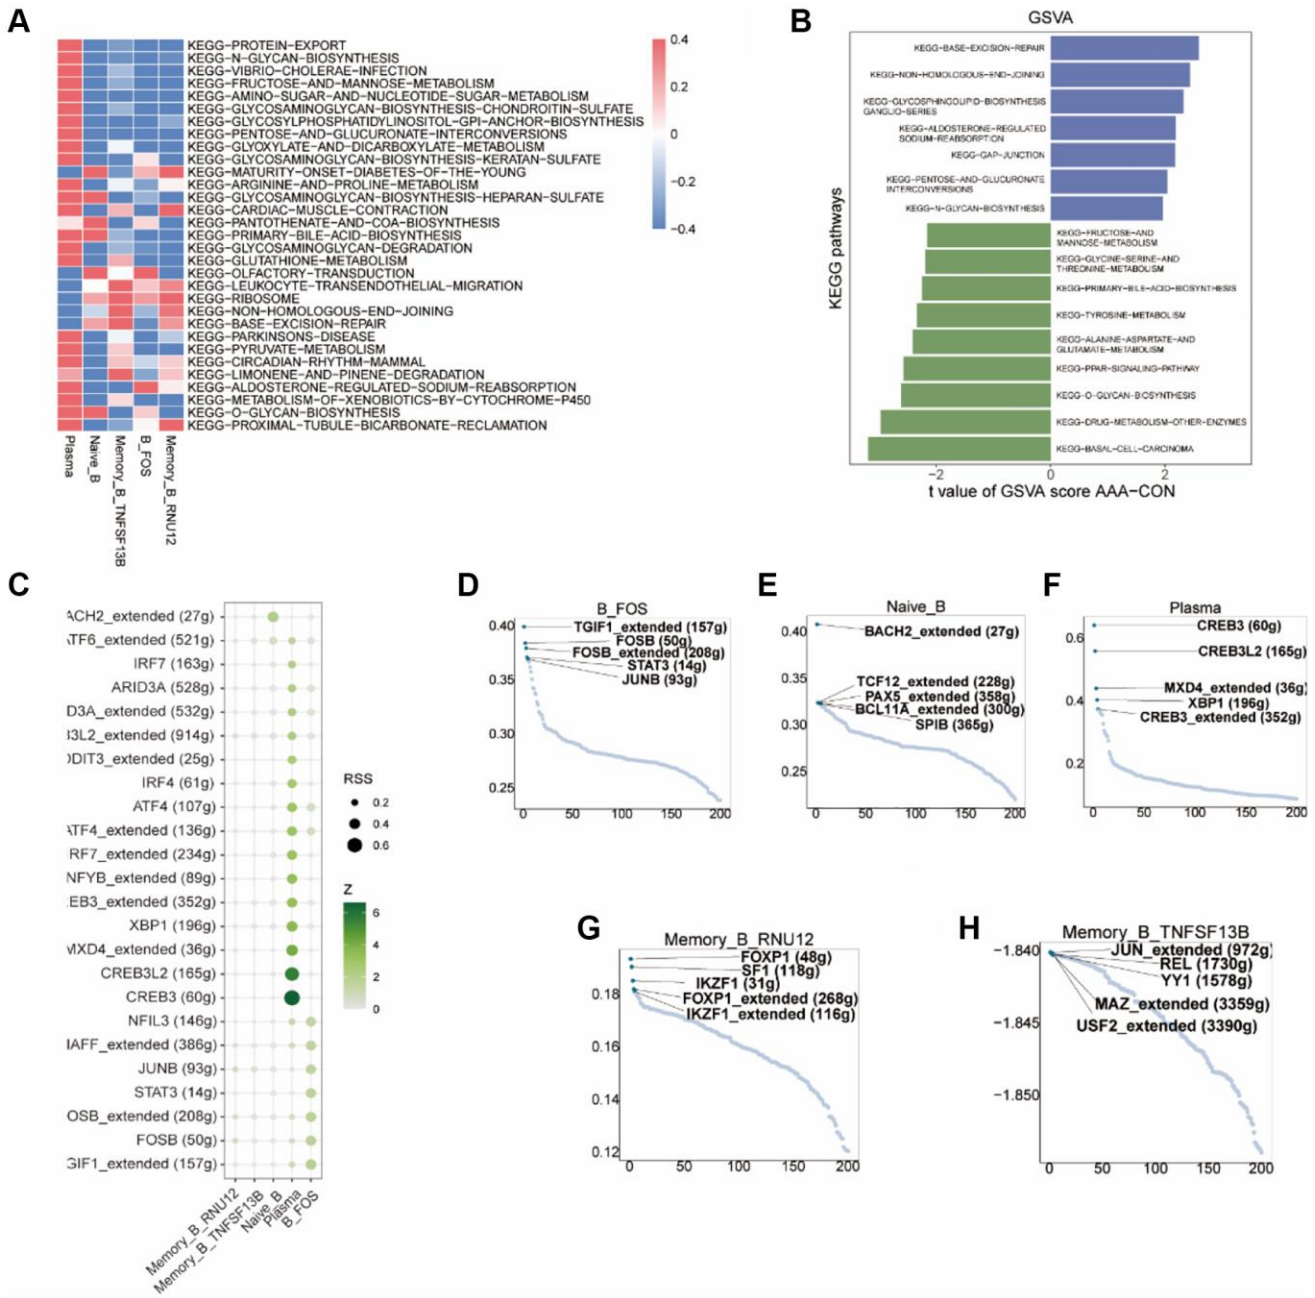 A
KEGG-PROTEIN-EXPORT
KEGG-N-GLYCAN-BIOSYNTHESIS
KEGG-VIBRIO-CHOLERAE-INFECTION
KEGG-FRUCTOSE-AND-MANNOSE-METABOLISM
KEGG-AMINO-SUGAR-AND-NUCLEOTIDE-SUGAR-METABOLISM
KEGG-GLYCOSAMINOGLYCAN-BIOSYNTHESIS-CHONDROITIN-SULFATE
KEGG-GLYCOSYLPHOSPHATIDYLINOSITOL-GPI-ANCHOR-BIOSYNTHESIS
KEGG-PENTOSE-AND-GLUCURONATE-INTERCONVERSIONS
KEGG-GLYOXYLATE-AND-DICARBOXYLATE-METABOLISM
KEGG-GLYCOSAMINOGLYCAN-BIOSYNTHESIS-KERATAN-SULFATE
KEGG-MATURITY-ONSET-DIABETES-OF-THE-YOUNG
KEGG-ARGININE-AND-PROLINE-METABOLISM
KEGG-GLYCOSAMINOGLYCAN-BIOSYNTHESIS-HEPARAN-SULFATE
KEGG-CARDIAC-MUSCLE-CONTRACTION
KEGG-PANTOTHENATE-AND-COA-BIOSYNTHESIS
KEGG-PRIMARY-BILE-ACID-BIOSYNTHESIS
KEGG-GLYCOSAMINOGLYCAN-DEGRADATION
KEGG-GLUTATHIONE-METABOLISM
KEGG-OLFACTORY-TRANSDUCTION
KEGG-LEUKOCYTE-TRANSENDOTHELIAL-MIGRATION
KEGG-RIBOSOME
KEGG-NON-HOMOLOGOUS-END-JOINING
KEGG-BASE-EXCISION-REPAIR
KEGG-PARKINSONS-DISEASE
KEGG-PYRUVATE-METABOLISM
KEGG-CIRCADIAN-RHYTHM-MAMMAL
KEGG-LIMONENE-AND-PINENE-DEGRADATION
KEGG-ALDOSTERONE-REGULATED-SODIUM-REABSORPTION
KEGG-METABOLISM-OF-XENOBIOTICS-BY-CYTOCHROME-P450
KEGG-O-GLYCAN-BIOSYNTHESIS
KEGG-PROXIMAL-TUBULE-BICARBONATE-RECLAMATION
Plasma
Naive_B
Memory_B_TNFSF13B
B_FOS
Memory_B_RNU12
0.4
0.2
0
−0.2
−0.4
B
GSVA
KEGG pathways
KEGG-BASE-EXCISION-REPAIR
KEGG-NON-HOMOLOGOUS-END-JOINING
KEGG-GLYCOSPHINGOLIPID-BIOSYNTHESIS
GANGLIO-SERIES
KEGG-ALDOSTERONE-REGULATED
SODIUM-REABSORPTION
KEGG-GAP-JUNCTION
KEGG-PENTOSE-AND-GLUCURONATE
INTERCONVERSIONS
KEGG-N-GLYCAN-BIOSYNTHESIS
KEGG-FRUCTOSE-AND
MANNOSE-METABOLISM
KEGG-GLYCINE-SERINE-AND
THREONINE-METABOLISM
KEGG-PRIMARY-BILE-ACID-BIOSYNTHESIS
KEGG-TYROSINE-METABOLISM
KEGG-ALANINE-ASPARTATE-AND
GLUTAMATE-METABOLISM
KEGG-PPAR-SIGNALING-PATHWAY
KEGG-O-GLYCAN-BIOSYNTHESIS
KEGG-DRUG-METABOLISM-OTHER-ENZYMES
KEGG-BASAL-CELL-CARCINOMA
−2 0 2
t value of GSVA score AAA−CON
C
ACH2_extended (27g)
ATF6_extended (521g)
IRF7 (163g)
ARID3A (528g)
D3A_extended (532g)
3L2_extended (914g)
DDIT3_extended (25g)
IRF4 (61g)
ATF4 (107g)
ATF4_extended (136g)
RF7_extended (234g)
NFYB_extended (89g)
EB3_extended (352g)
XBP1 (196g)
MXD4_extended (36g)
CREB3L2 (165g)
CREB3 (60g)
NFIL3 (146g)
IAFF_extended (386g)
JUNB (93g)
STAT3 (14g)
OSB_extended (208g)
FOSB (50g)
GIF1_extended (157g)
Memory_B_RNU12
Memory_B_TNFSF13B
Naive_B
Plasma
B_FOS
RSS
0.2
0.4
0.6
Z
6
4
2
0
D
B_FOS
TGIF1_extended (157g)
FOSB (50g)
FOSB_extended (208g)
STAT3 (14g)
JUNB (93g)
0.40
0.35
0.30
0.25
0 50 100 150 200
E
Naive_B
BACH2_extended (27g)
TCF12_extended (228g)
PAX5_extended (358g)
BCL11A_extended (300g)
SPIB (365g)
0.40
0.35
0.30
0.25
0 50 100 150 200
F
Plasma
CREB3 (60g)
CREB3L2 (165g)
MXD4_extended (36g)
XBP1 (196g)
CREB3_extended (352g)
0.6
0.4
0.2
0 50 100 150 200
G
Memory_B_RNU12
FOXP1 (48g)
SF1 (118g)
IKZF1 (31g)
FOXP1_extended (268g)
IKZF1_extended (116g)
0.18
0.16
0.14
0.12
0 50 100 150 200
H
Memory_B_TNFSF13B
JUN_extended (972g)
REL (1730g)
YY1 (1578g)
MAZ_extended (3359g)
USF2_extended (3390g)
−1.840
−1.845
−1.850
0 50 100 150 200